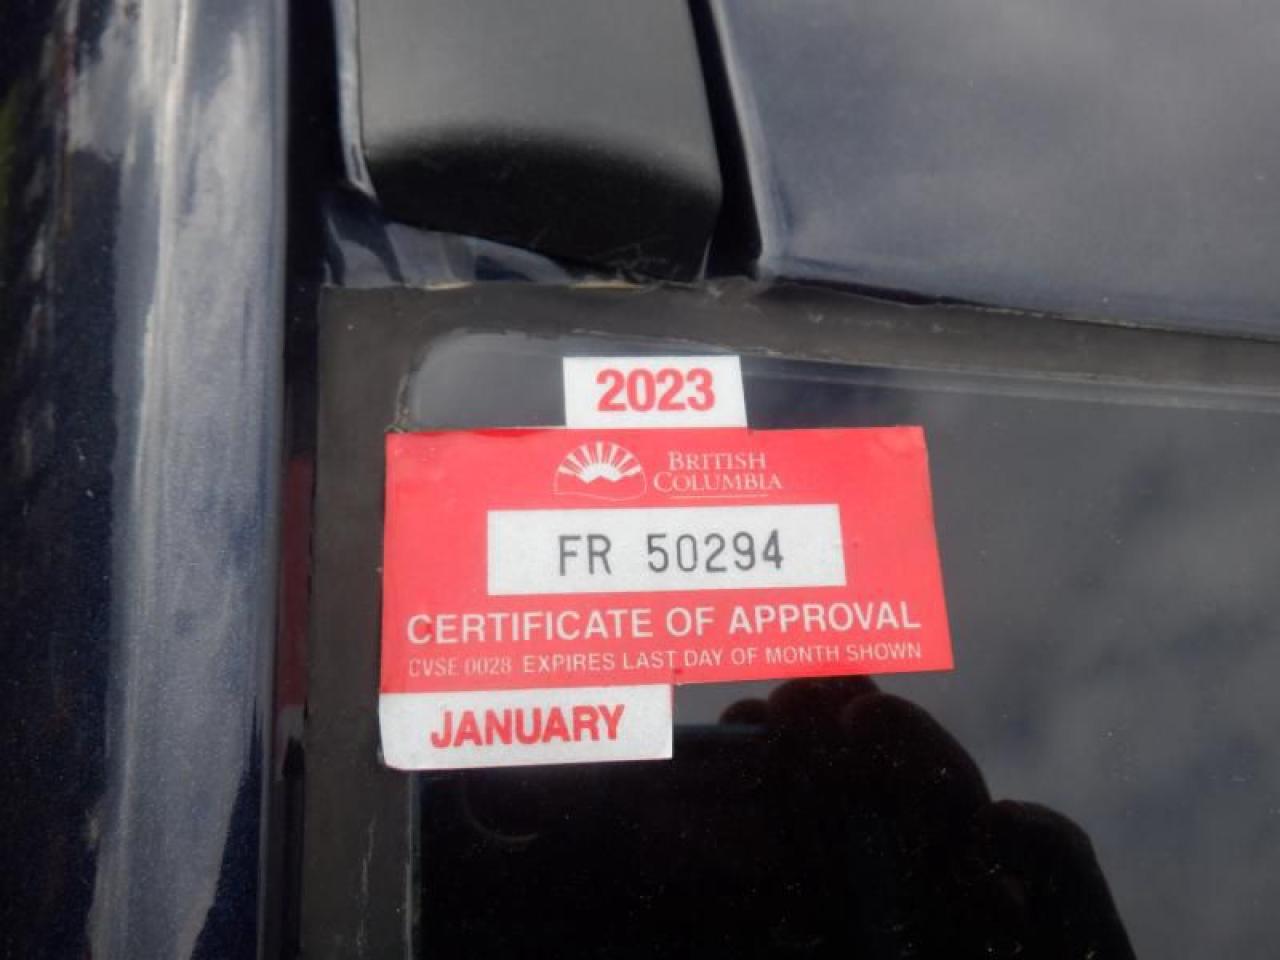 2023
BRITISH
COLUMBIA
FR 50294
CERTIFICATE OF APPROVAL
CVSE 0028 EXPIRES LAST DAY OF MONTH SHOWN
JANUARY